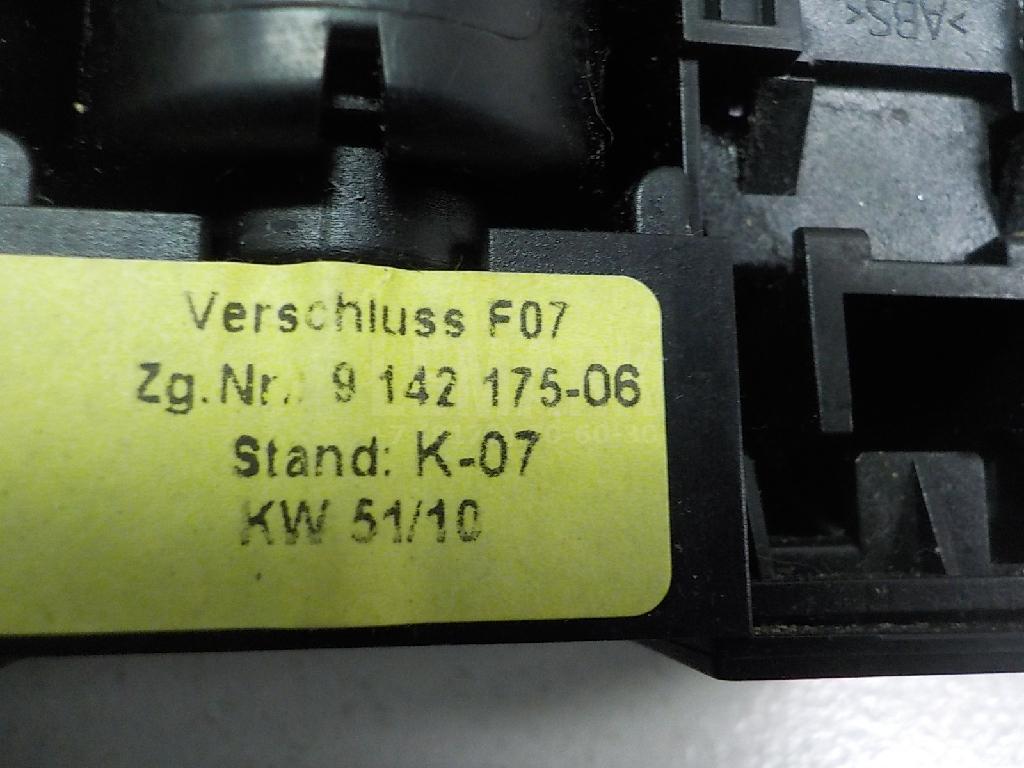 >ABS<
Verschluss F07
Zg.Nr.: 9 142 175-06
Stand: K-07
KW 51/10